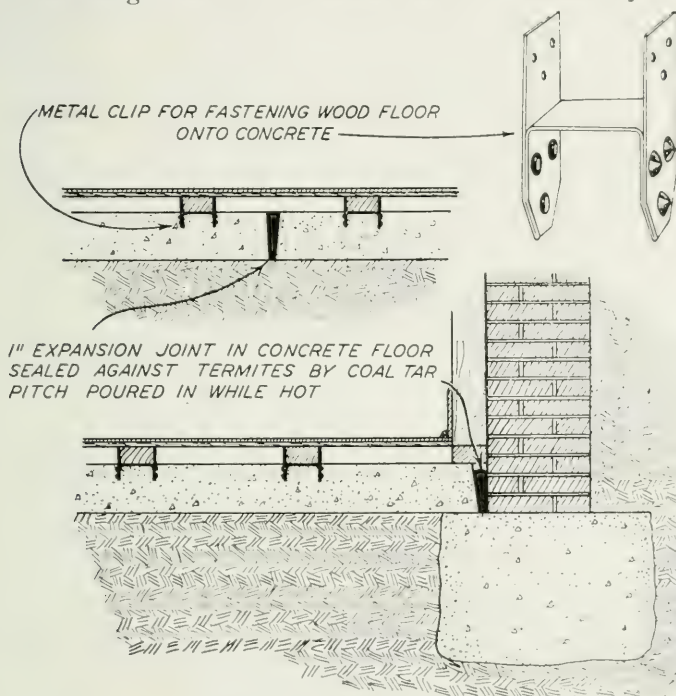 METAL CLIP FOR FASTENING WOOD FLOOR
ONTO CONCRETE
1" EXPANSION JOINT IN CONCRETE FLOOR
SEALED AGAINST TERMITES BY COAL TAR
PITCH POURED IN WHILE HOT